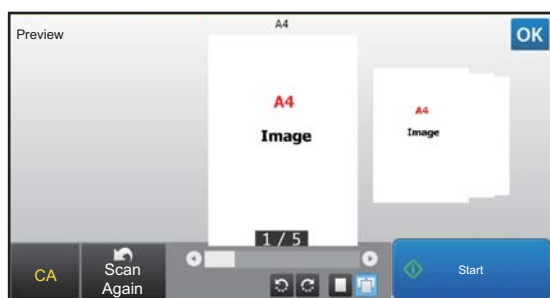 A4
Preview
OK
A4
Image
A4
Image
1 / 5
CA
Scan
Again
Start